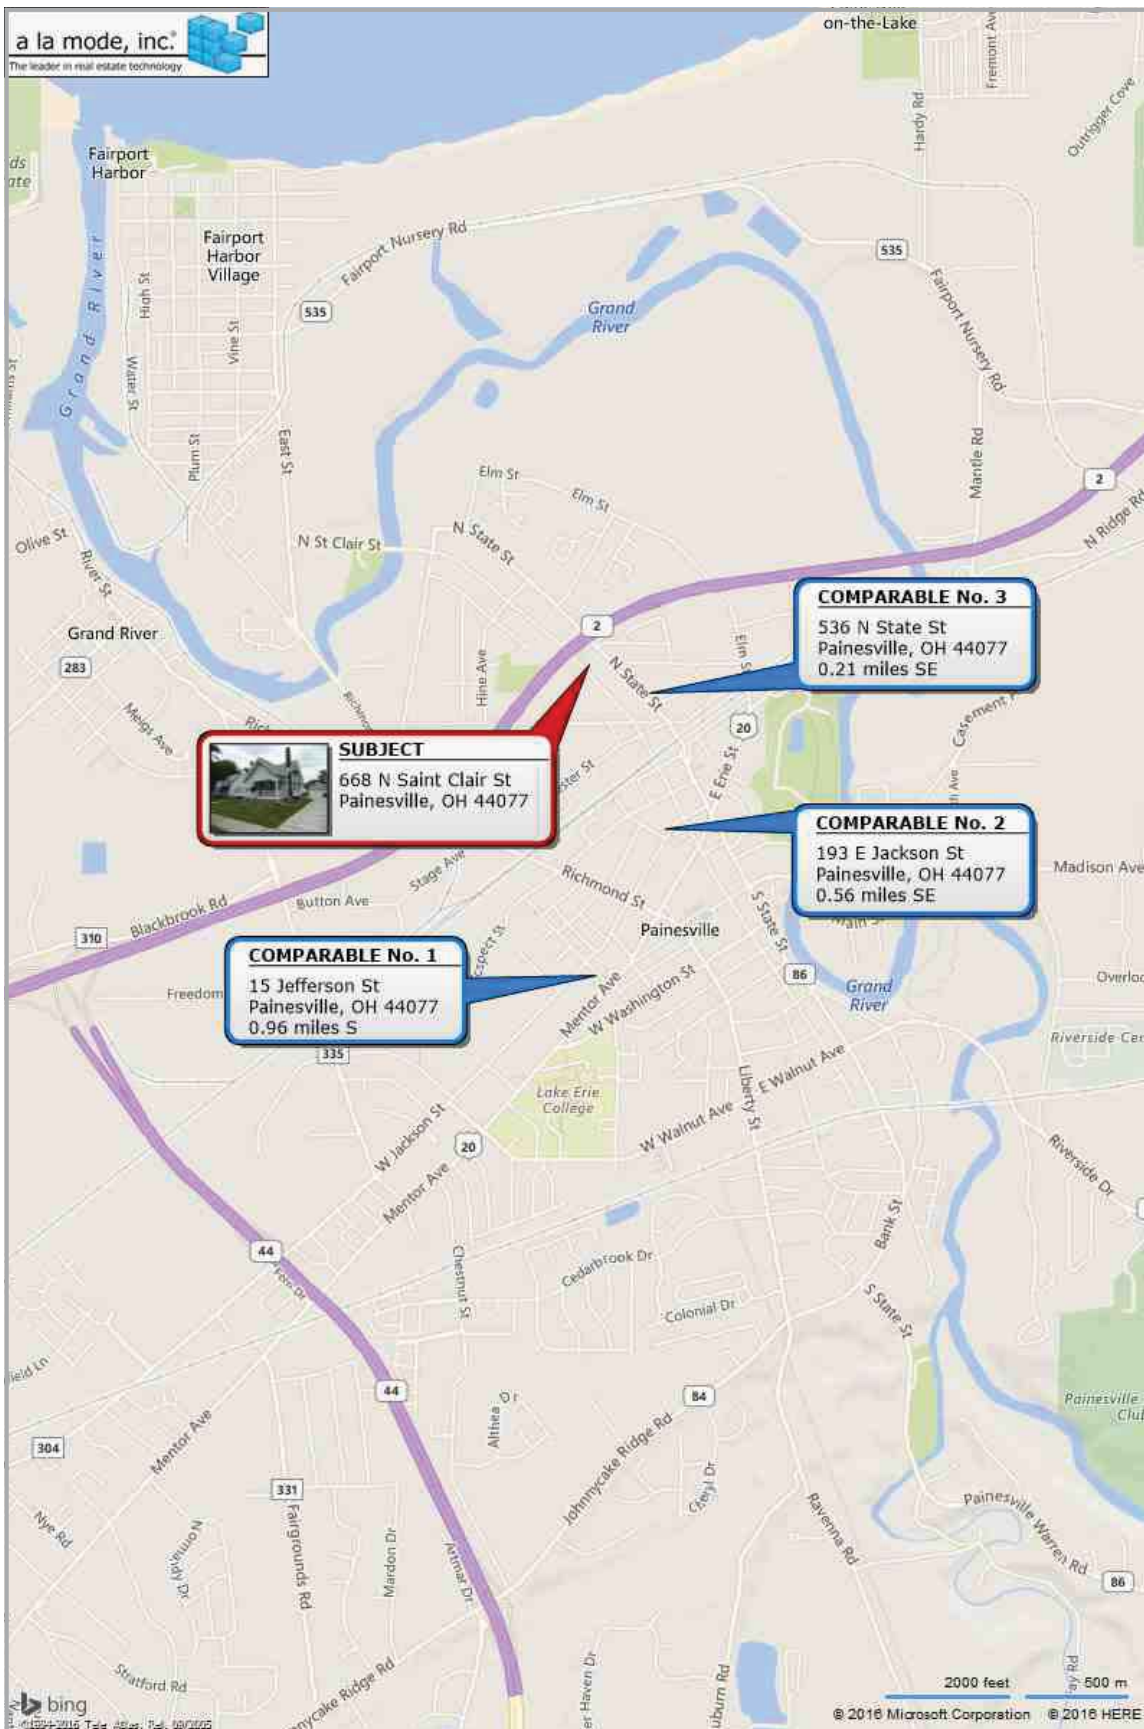 a la mode, inc.
The leader in real estate technology
on-the-Lake
Fremont Ave
Hardy Rd
Outrigger Cove
Fairport
Harbor
Fairport
Harbor
Village
Fairport Nursery Rd
535
535
High St
Vine St
Water St
Grand River
Grand
River
Fairport Nursery Rd
Plum St
East St
Mantle Rd
2
N Ridge Rd
Elm St
Elm St
N State St
N St Clair St
Olive St
River St
Grand River
283
2
Elm St
Hine Ave
N State St
Meigs Ave
20
E Erie St
COMPARABLE No. 3
536 N State St
Painesville, OH 44077
0.21 miles SE
SUBJECT
668 N Saint Clair St
Painesville, OH 44077
COMPARABLE No. 2
193 E Jackson St
Painesville, OH 44077
0.56 miles SE
Madison Ave
Stage Ave
Richmond St
Button Ave
Blackbrook Rd
310
Painesville
S State St
Main St
86
Grand
River
COMPARABLE No. 1
15 Jefferson St
Painesville, OH 44077
0.96 miles S
Freedom
Mentor Ave
W Washington St
335
Lake Erie
College
Liberty St
E Walnut Ave
W Walnut Ave
W Jackson St
20
Mentor Ave
Riverside Dr
Bank St
44
Fern Dr
Chestnut St
Cedarbrook Dr
Colonial Dr
S State St
44
84
Althea Dr
Painesville
304
Mentor Ave
Johnnycake Ridge Rd
Cheryl Dr
331
Fairgrounds Rd
Nye Rd
Normandy Dr
Mardon Dr
Artmar Dr
Ravenna Rd
Painesville Warren Rd
86
Stratford Rd
bing
2000 feet
500 m
© 2016 Microsoft Corporation © 2016 HERE